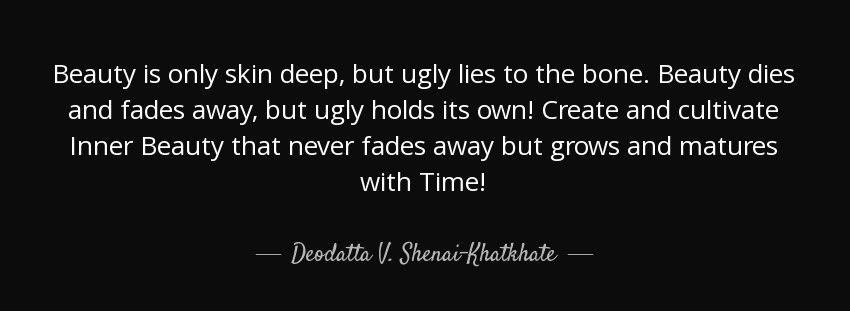 Beauty is only skin deep, but ugly lies to the bone. Beauty dies
and fades away, but ugly holds its own! Create and cultivate
Inner Beauty that never fades away but grows and matures
with Time!
— Deodatta V. Shenai-Khatkhate —